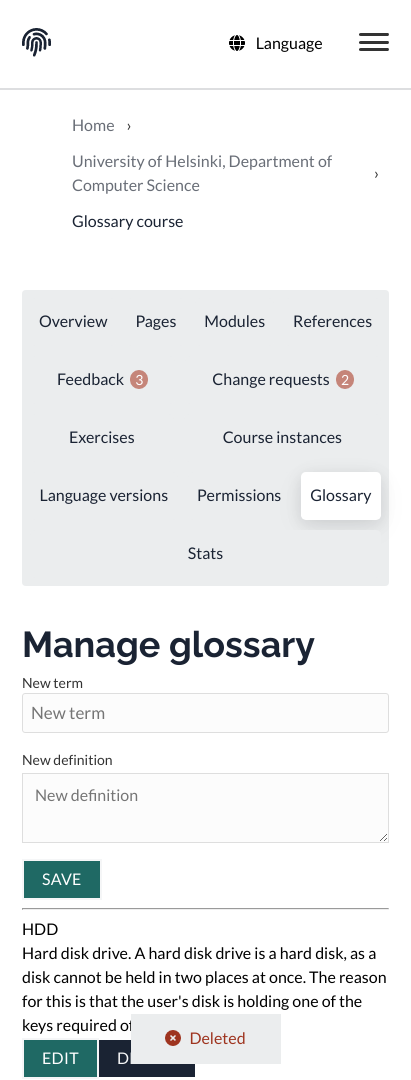 Language
Home ›
University of Helsinki, Department of
Computer Science ›
Glossary course
Overview Pages Modules References
Feedback 3 Change requests 2
Exercises Course instances
Language versions Permissions Glossary
Stats
Manage glossary
New term
New term
New definition
New definition
SAVE
HDD
Hard disk drive. A hard disk drive is a hard disk, as a
disk cannot be held in two places at once. The reason
for this is that the user's disk is holding one of the
keys required
Deleted
EDIT